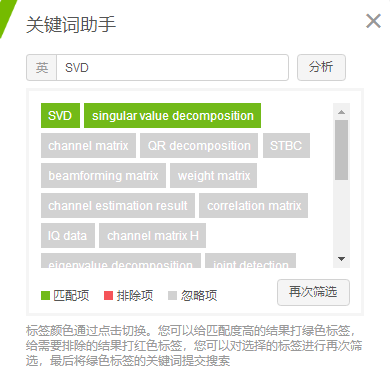 关键词助手
英 SVD 分析
SVD singular value decomposition
channel matrix QR decomposition STBC
beamforming matrix weight matrix
channel estimation result correlation matrix
IQ data channel matrix H
eigenvalue decomposition joint detection
匹配项 排除项 忽略项 再次筛选
标签颜色通过点击切换。您可以给匹配度高的结果打绿色标签，
给需要排除的结果打红色标签，您可以对选择的标签进行再次筛
选，最后将绿色标签的关键词提交搜索